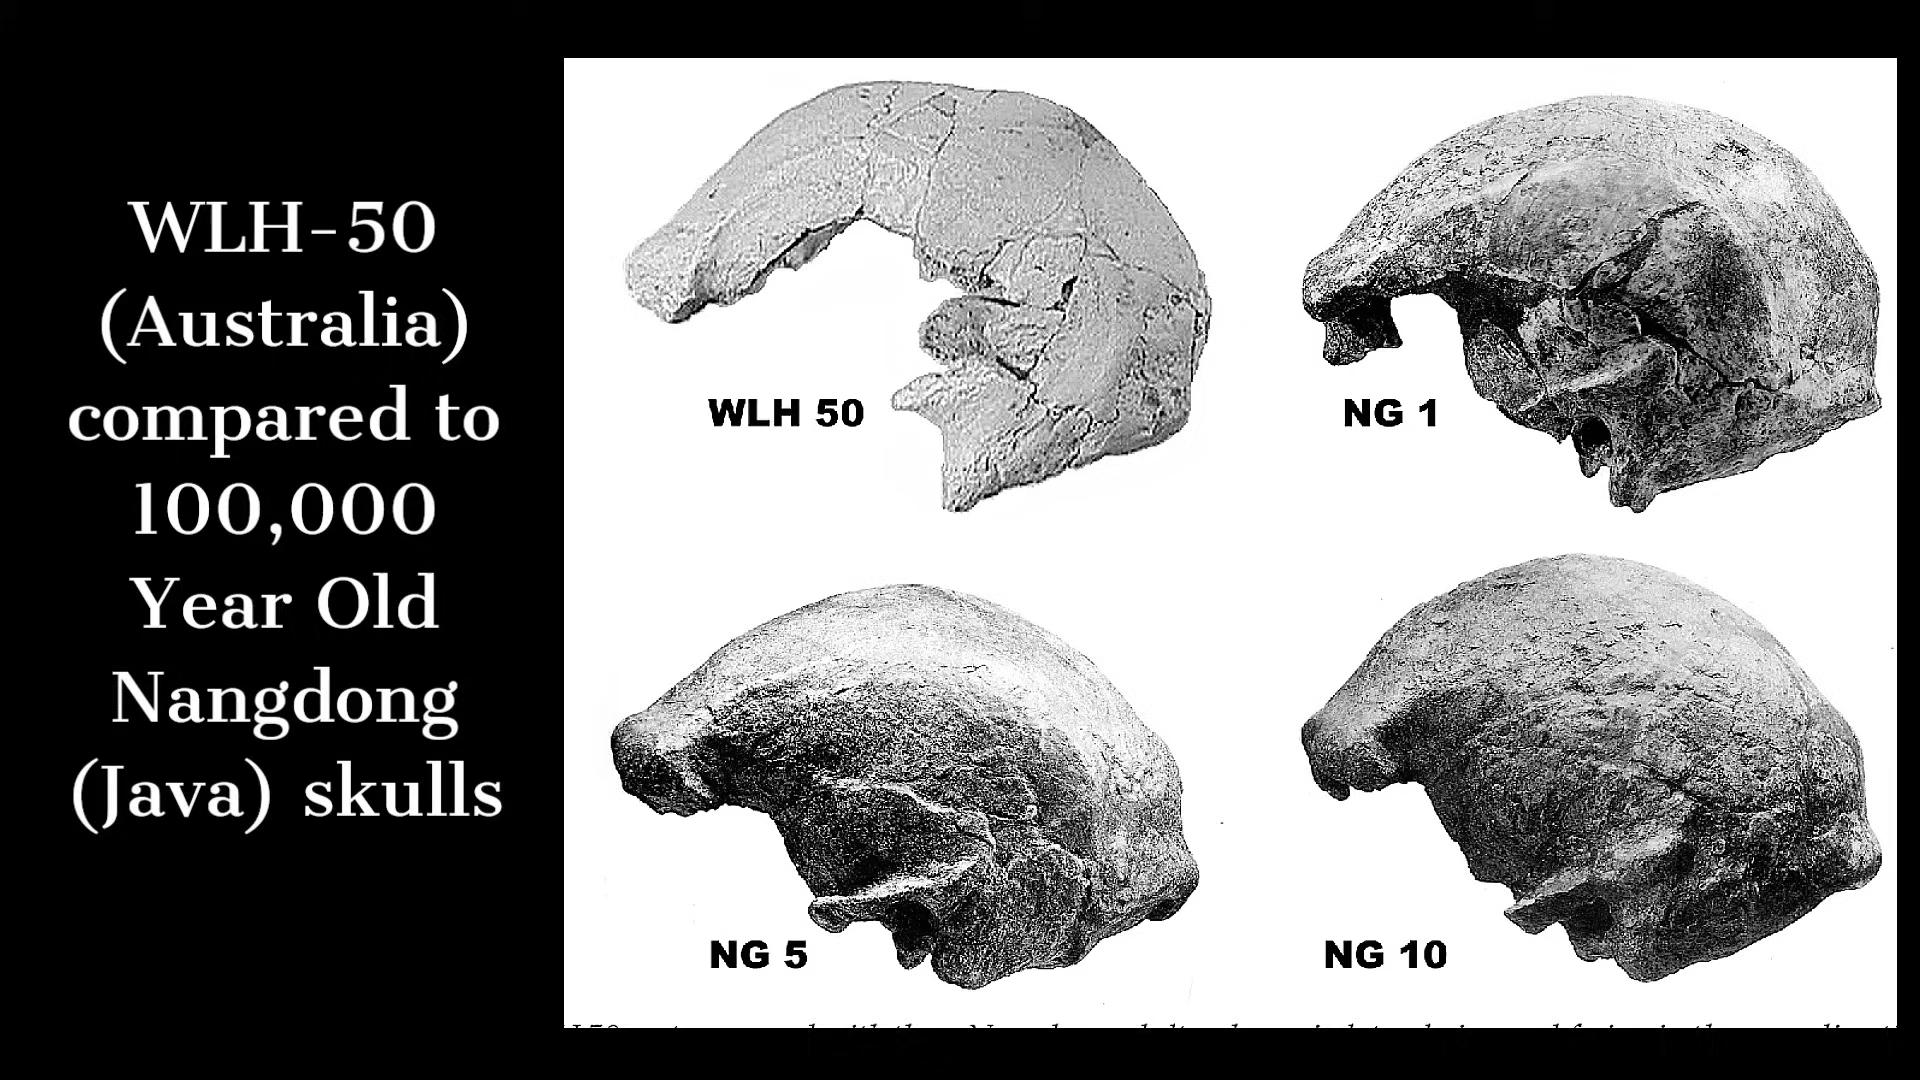 WLH-50
(Australia)
compared to
100,000
Year Old
Nangdong
(Java) skulls
WLH 50
NG 1
NG 5
NG 10